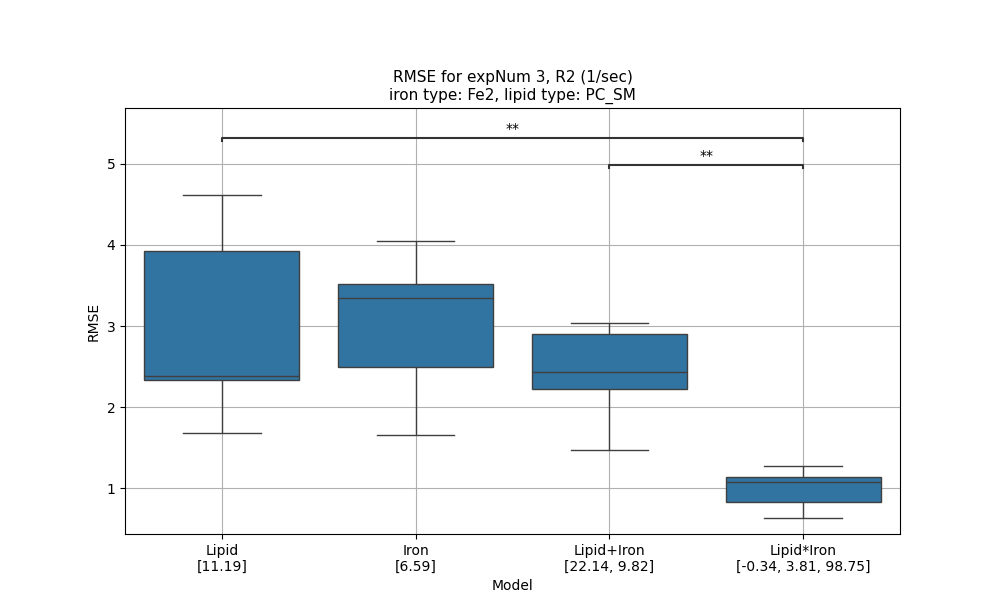 RMSE for expNum 3, R2 (1/sec)
iron type: Fe2, lipid type: PC_SM
**
**
5
4
3
2
1
RMSE
Lipid
[11.19]
Iron
[6.59]
Lipid+Iron
[22.14, 9.82]
Lipid*Iron
[-0.34, 3.81, 98.75]
Model